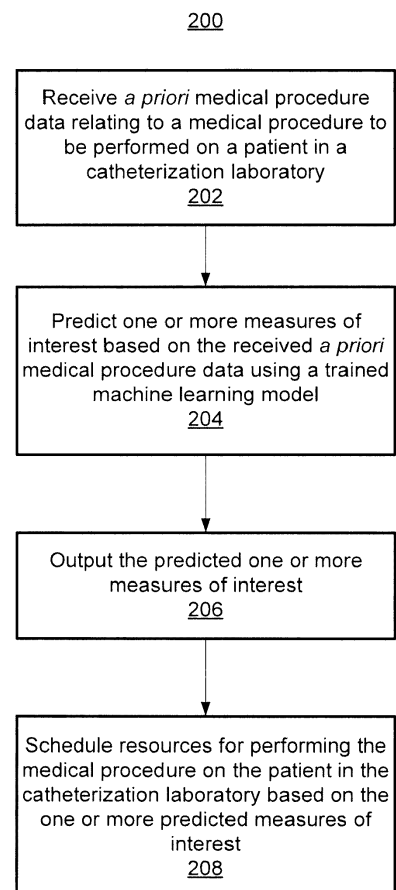 200
Receive a priori medical procedure
data relating to a medical procedure to
be performed on a patient in a
catheterization laboratory
202
Predict one or more measures of
interest based on the received a priori
medical procedure data using a trained
machine learning model
204
Output the predicted one or more
measures of interest
206
Schedule resources for performing the
medical procedure on the patient in the
catheterization laboratory based on the
one or more predicted measures of
interest
208